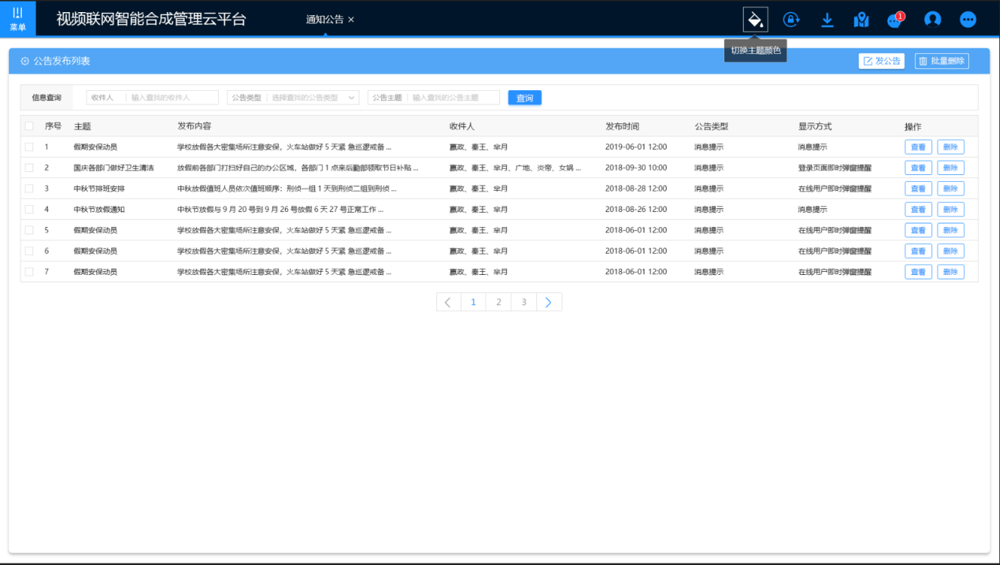 菜单
视频联网智能合成管理云平台
通知公告 ×
1
切换主题颜色
公告发布列表
发公告
批量删除
信息查询 收件人 输入查找的收件人 公告类型 选择查找的公告类型 公告主题 输入查找的公告主题 查询
序号 主题 发布内容 收件人 发布时间 公告类型 显示方式 操作
1 假期安保动员 学校放假各大密集场所注意安保，火车站做好 5 天紧 急巡逻戒备 ... 嬴政、秦王、芈月 2019-06-01 12:00 消息提示 消息提示 查看 删除
2 国庆各部门做好卫生清洁 放假前各部门打扫好自己的办公区域，各部门 1 点来后勤部领取节日补贴 ... 嬴政、秦王、芈月、广地、炎帝、女娲 ... 2018-09-30 10:00 消息提示 登录页面即时弹窗提醒 查看 删除
3 中秋节排班安排 中秋放假值班人员依次值班顺序：刑侦一组 1 天到刑侦二组到刑侦 ... 嬴政、秦王、芈月 2018-08-28 12:00 消息提示 在线用户即时弹窗提醒 查看 删除
4 中秋节放假通知 中秋节放假与 9 月 20 号到 9 月 26 号放假 6 天 27 号正常工作 ... 嬴政、秦王、芈月 2018-08-26 12:00 消息提示 消息提示 查看 删除
5 假期安保动员 学校放假各大密集场所注意安保，火车站做好 5 天紧 急巡逻戒备 ... 嬴政、秦王、芈月 2018-06-01 12:00 消息提示 在线用户即时弹窗提醒 查看 删除
6 假期安保动员 学校放假各大密集场所注意安保，火车站做好 5 天紧 急巡逻戒备 ... 嬴政、秦王、芈月 2018-06-01 12:00 消息提示 在线用户即时弹窗提醒 查看 删除
7 假期安保动员 学校放假各大密集场所注意安保，火车站做好 5 天紧 急巡逻戒备 ... 嬴政、秦王、芈月 2018-06-01 12:00 消息提示 在线用户即时弹窗提醒 查看 删除
1 2 3